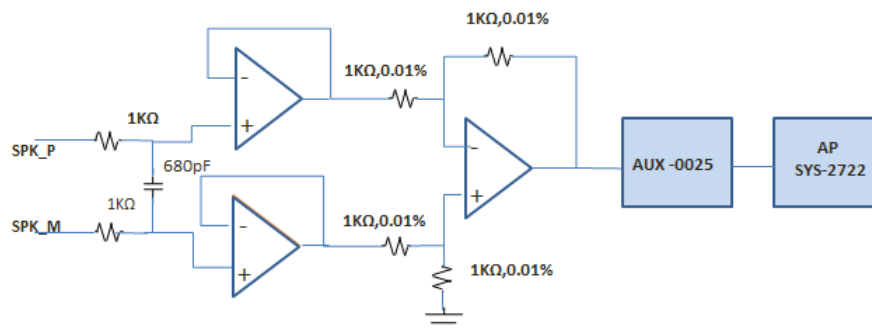 1KΩ,0.01%
1KΩ,0.01%
-
+
1KΩ
SPK_P
680pF
-
+
AUX -0025
AP
SYS-2722
1KΩ
SPK_M
-
+
1KΩ,0.01%
1KΩ,0.01%